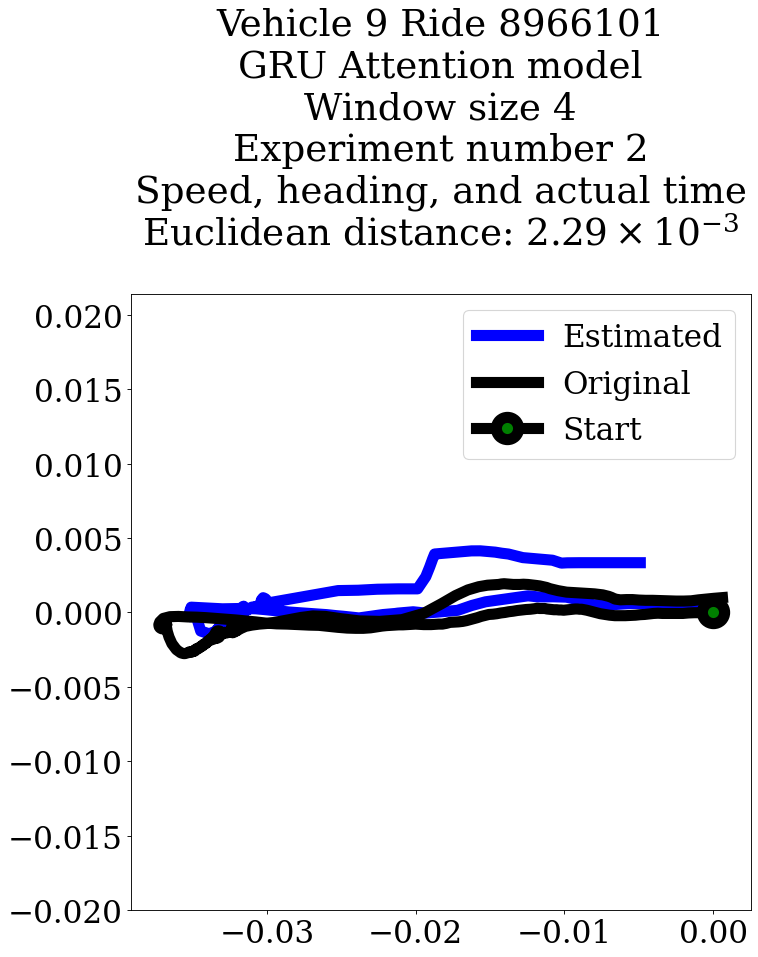 Vehicle 9 Ride 8966101
GRU Attention model
Window size 4
Experiment number 2
Speed, heading, and actual time
Euclidean distance: 2.29 × 10⁻³
Estimated
Original
Start
0.020
0.015
0.010
0.005
0.000
−0.005
−0.010
−0.015
−0.020
−0.03
−0.02
−0.01
0.00